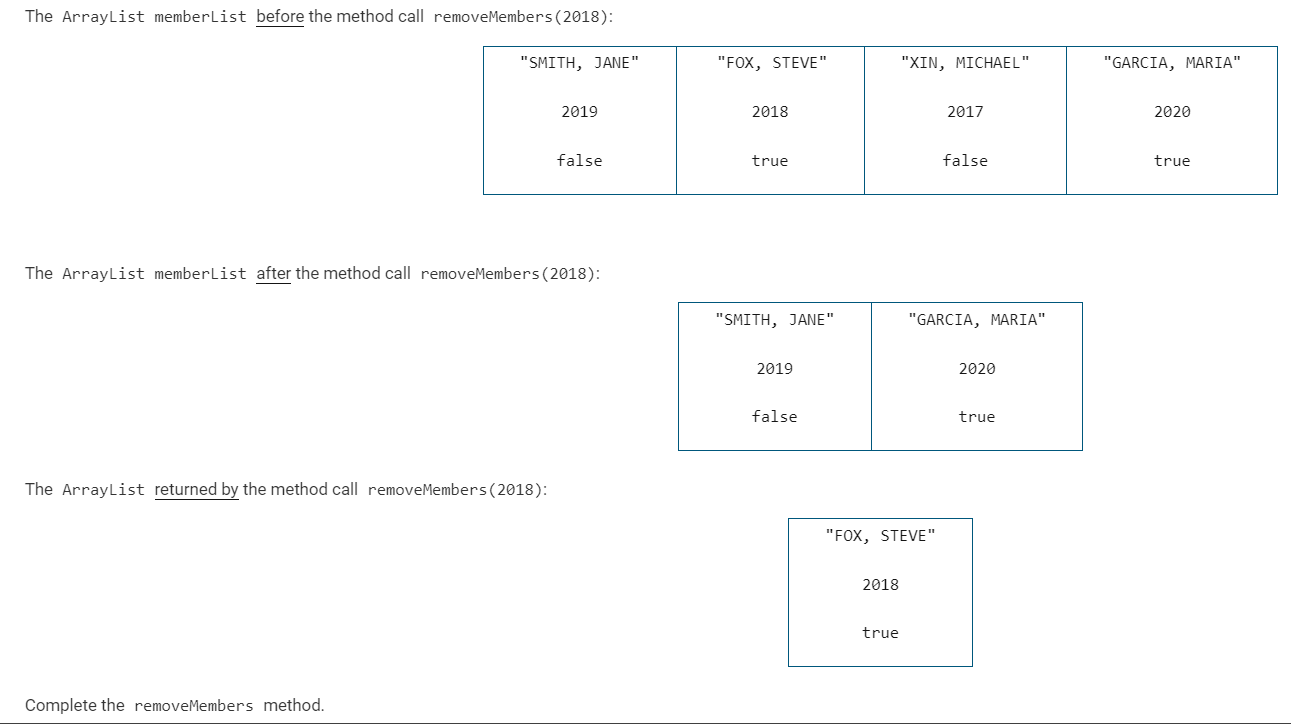 The ArrayList memberList before the method call removeMembers(2018):
"SMITH, JANE" "FOX, STEVE" "XIN, MICHAEL" "GARCIA, MARIA"
2019 2018 2017 2020
false true false true
The ArrayList memberList after the method call removeMembers(2018):
"SMITH, JANE" "GARCIA, MARIA"
2019 2020
false true
The ArrayList returned by the method call removeMembers(2018):
"FOX, STEVE"
2018
true
Complete the removeMembers method.